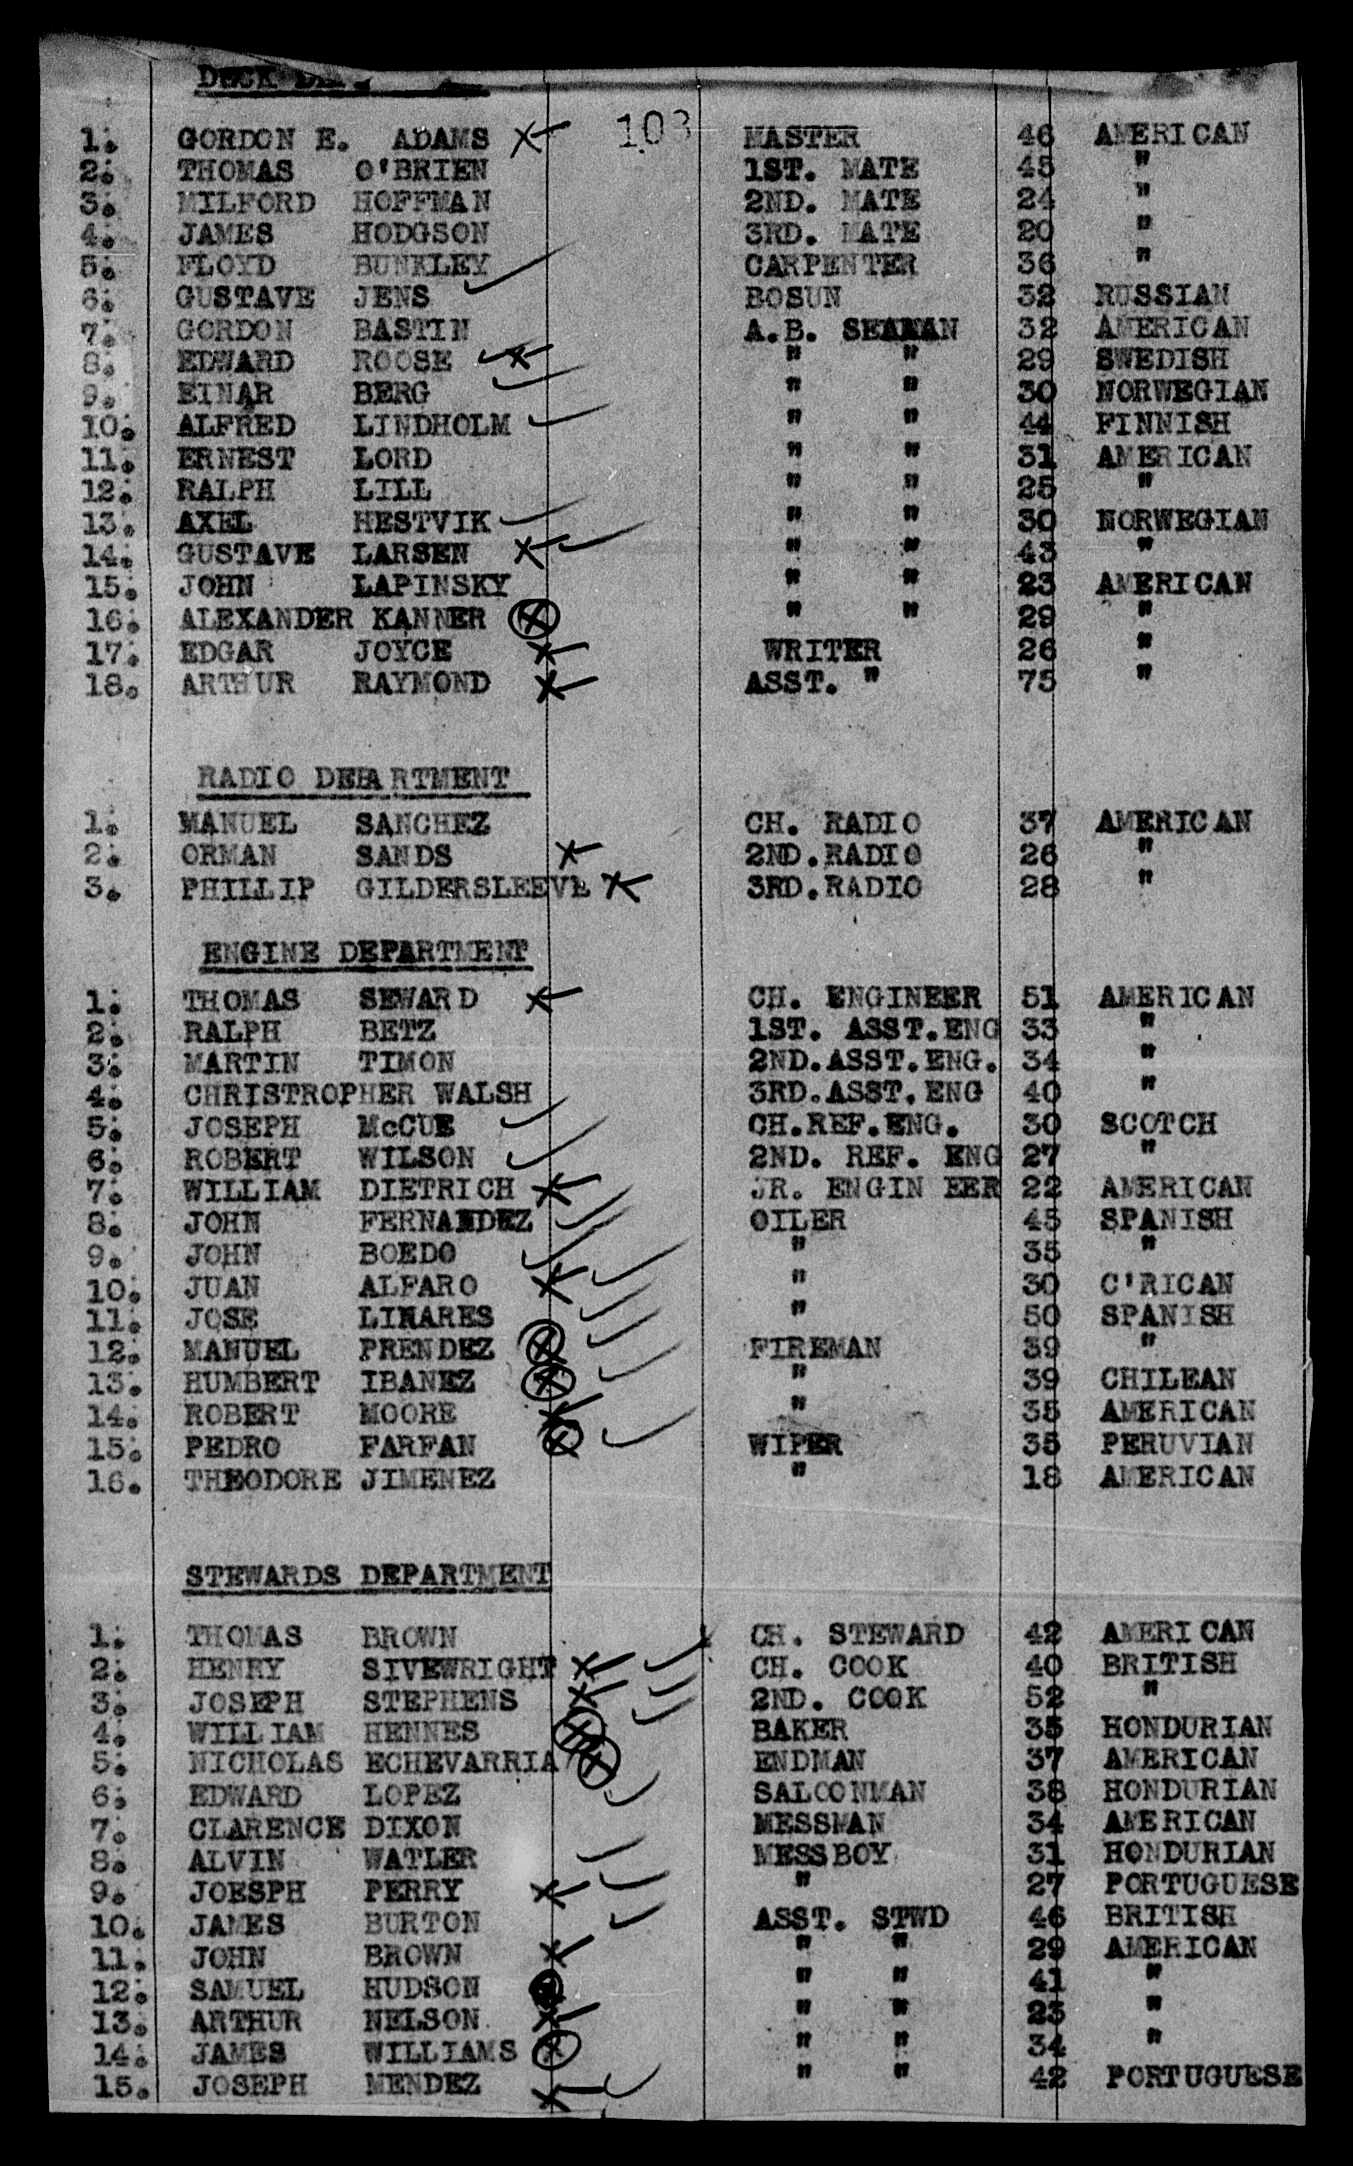 DECK
1. GORDON E. ADAMS 103 MASTER 46 AMERICAN
2. THOMAS O'BRIEN 1ST. MATE 45 "
3. MILFORD HOFFMAN 2ND. MATE 24 "
4. JAMES HODGSON 3RD. MATE 20 "
5. FLOYD BUNKLEY CARPENTER 36 "
6. GUSTAVE JENS BOSUN 32 RUSSIAN
7. GORDON BASTIN A.B. SEAMAN 32 AMERICAN
8. EDWARD ROOSE " " 29 SWEDISH
9. EINAR BERG " " 30 NORWEGIAN
10. ALFRED LINDHOLM " " 44 FINNISH
11. ERNEST LORD " " 31 AMERICAN
12. RALPH LILL " " 25 "
13. AXEL HESTVIK " " 30 NORWEGIAN
14. GUSTAVE LARSEN " " 43 "
15. JOHN LAPINSKY " " 23 AMERICAN
16. ALEXANDER KANNER " " 29 "
17. EDGAR JOYCE WRITER 26 "
18. ARTHUR RAYMOND ASST. " 75 "
RADIO DEPARTMENT
1. MANUEL SANCHEZ CH. RADIO 37 AMERICAN
2. ORMAN SANDS 2ND.RADIO 26 "
3. PHILLIP GILDERSLEEVE 3RD.RADIO 28 "
ENGINE DEPARTMENT
1. THOMAS SEWARD CH. ENGINEER 51 AMERICAN
2. RALPH BETZ 1ST. ASST.ENG 33 "
3. MARTIN TIMON 2ND.ASST.ENG. 34 "
4. CHRISTROPHER WALSH 3RD.ASST.ENG 40 "
5. JOSEPH McCUE CH.REF.ENG. 30 SCOTCH
6. ROBERT WILSON 2ND. REF. ENG 27 "
7. WILLIAM DIETRICH JR. ENGINEER 22 AMERICAN
8. JOHN FERNANDEZ OILER 45 SPANISH
9. JOHN BOEDO " 35 "
10. JUAN ALFARO " 30 C'RICAN
11. JOSE LINARES " 50 SPANISH
12. MANUEL PRENDEZ FIREMAN 39 "
13. HUMBERT IBANEZ " 39 CHILEAN
14. ROBERT MOORE " 35 AMERICAN
15. PEDRO FARFAN WIPER 35 PERUVIAN
16. THEODORE JIMENEZ " 18 AMERICAN
STEWARDS DEPARTMENT
1. THOMAS BROWN CH. STEWARD 42 AMERICAN
2. HENRY SIVEWRIGHT CH. COOK 40 BRITISH
3. JOSEPH STEPHENS 2ND. COOK 52 "
4. WILLIAM HENNES BAKER 35 HONDURIAN
5. NICHOLAS ECHEVARRIA ENDMAN 37 AMERICAN
6. EDWARD LOPEZ SALOONMAN 38 HONDURIAN
7. CLARENCE DIXON MESSMAN 34 AMERICAN
8. ALVIN WATLER MESSBOY 31 HONDURIAN
9. JOESPH PERRY " 27 PORTUGUESE
10. JAMES BURTON ASST. STWD 46 BRITISH
11. JOHN BROWN " " 29 AMERICAN
12. SAMUEL HUDSON " " 41 "
13. ARTHUR NELSON " " 23 "
14. JAMES WILLIAMS " " 34 "
15. JOSEPH MENDEZ " " 42 PORTUGUESE